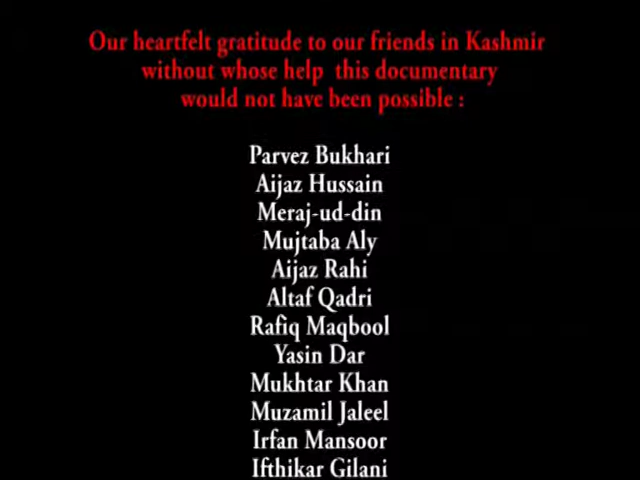 Our heartfelt gratitude to our friends in Kashmir
without whose help this documentary
would not have been possible :
Parvez Bukhari
Aijaz Hussain
Meraj-ud-din
Mujtaba Aly
Aijaz Rahi
Altaf Qadri
Rafiq Maqbool
Yasin Dar
Mukhtar Khan
Muzamil Jaleel
Irfan Mansoor
Ifthikar Gilani